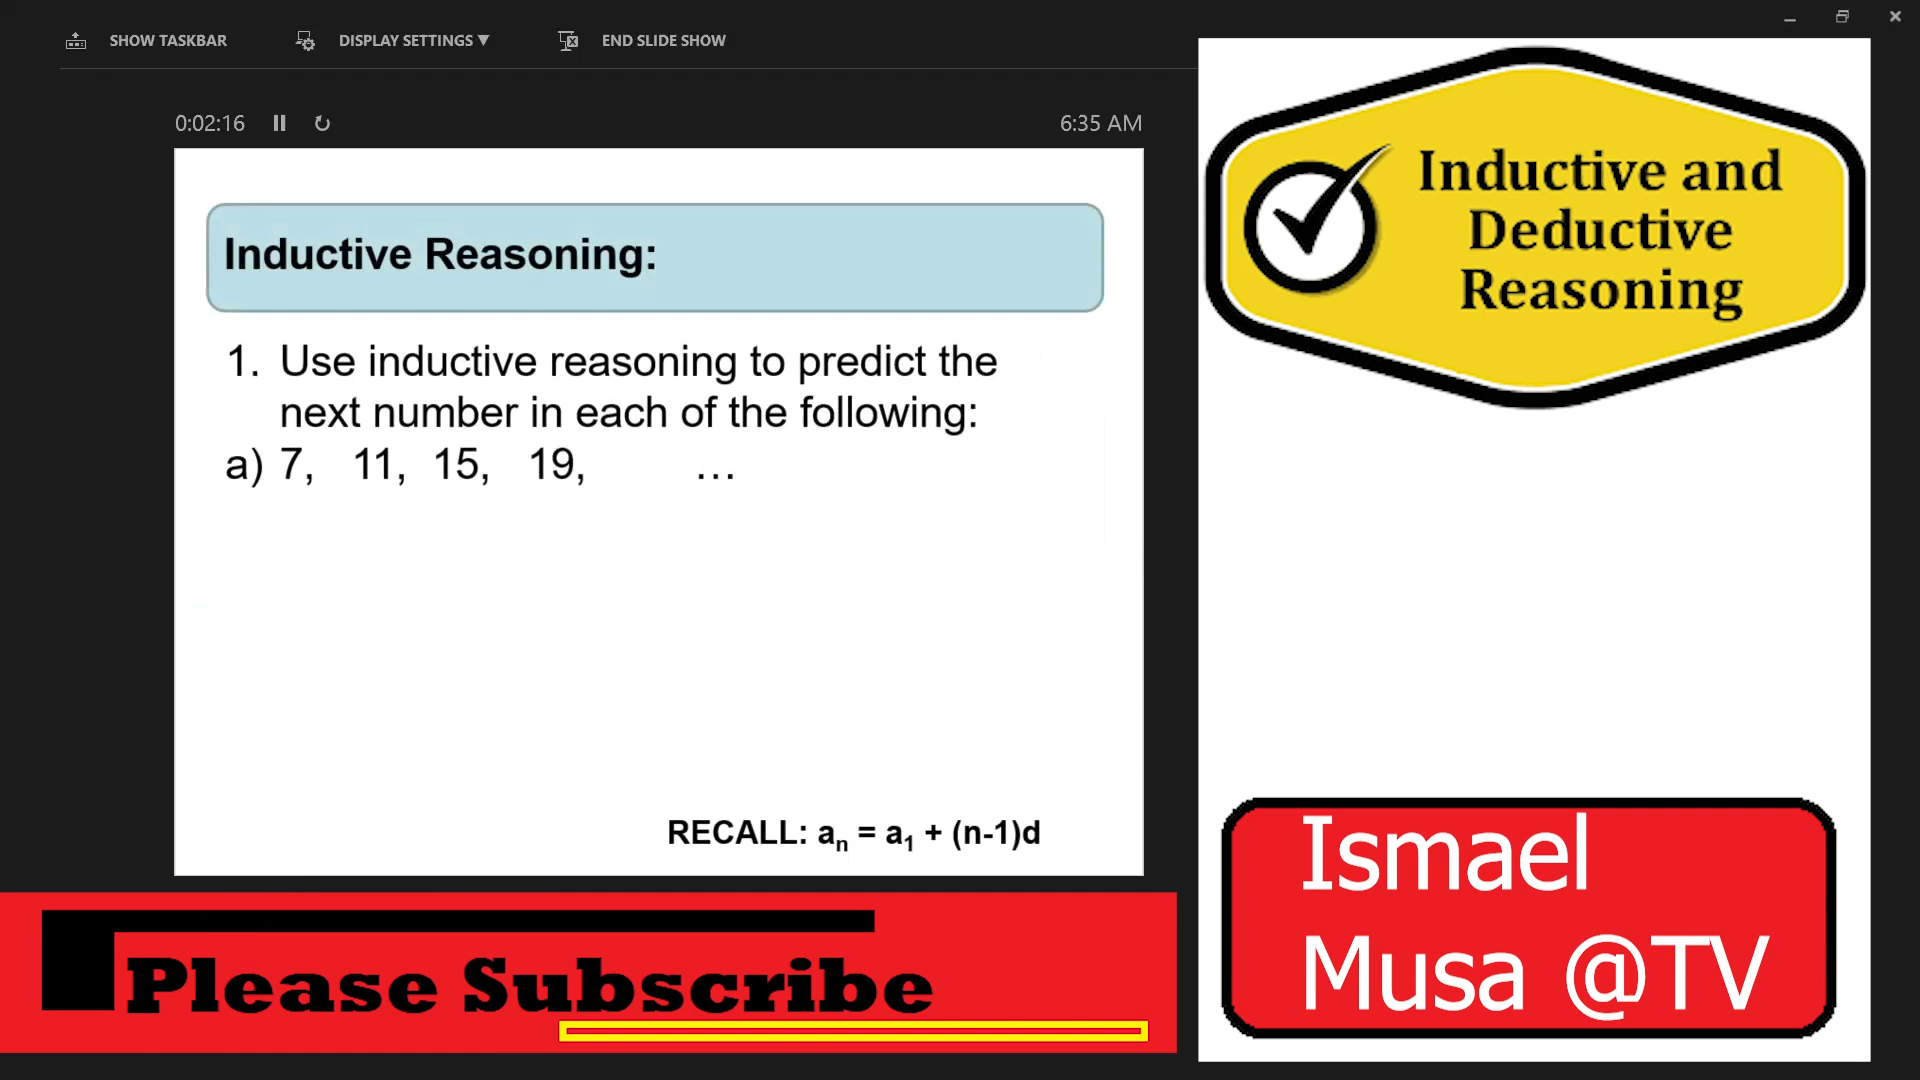 SHOW TASKBAR
DISPLAY SETTINGS ▼
END SLIDE SHOW
0:02:16
6:35 AM
Inductive Reasoning:
1. Use inductive reasoning to predict the
next number in each of the following:
a) 7, 11, 15, 19, …
RECALL: aₙ = a₁ + (n-1)d
Inductive and
Deductive
Reasoning
Please Subscribe
Ismael
Musa @TV